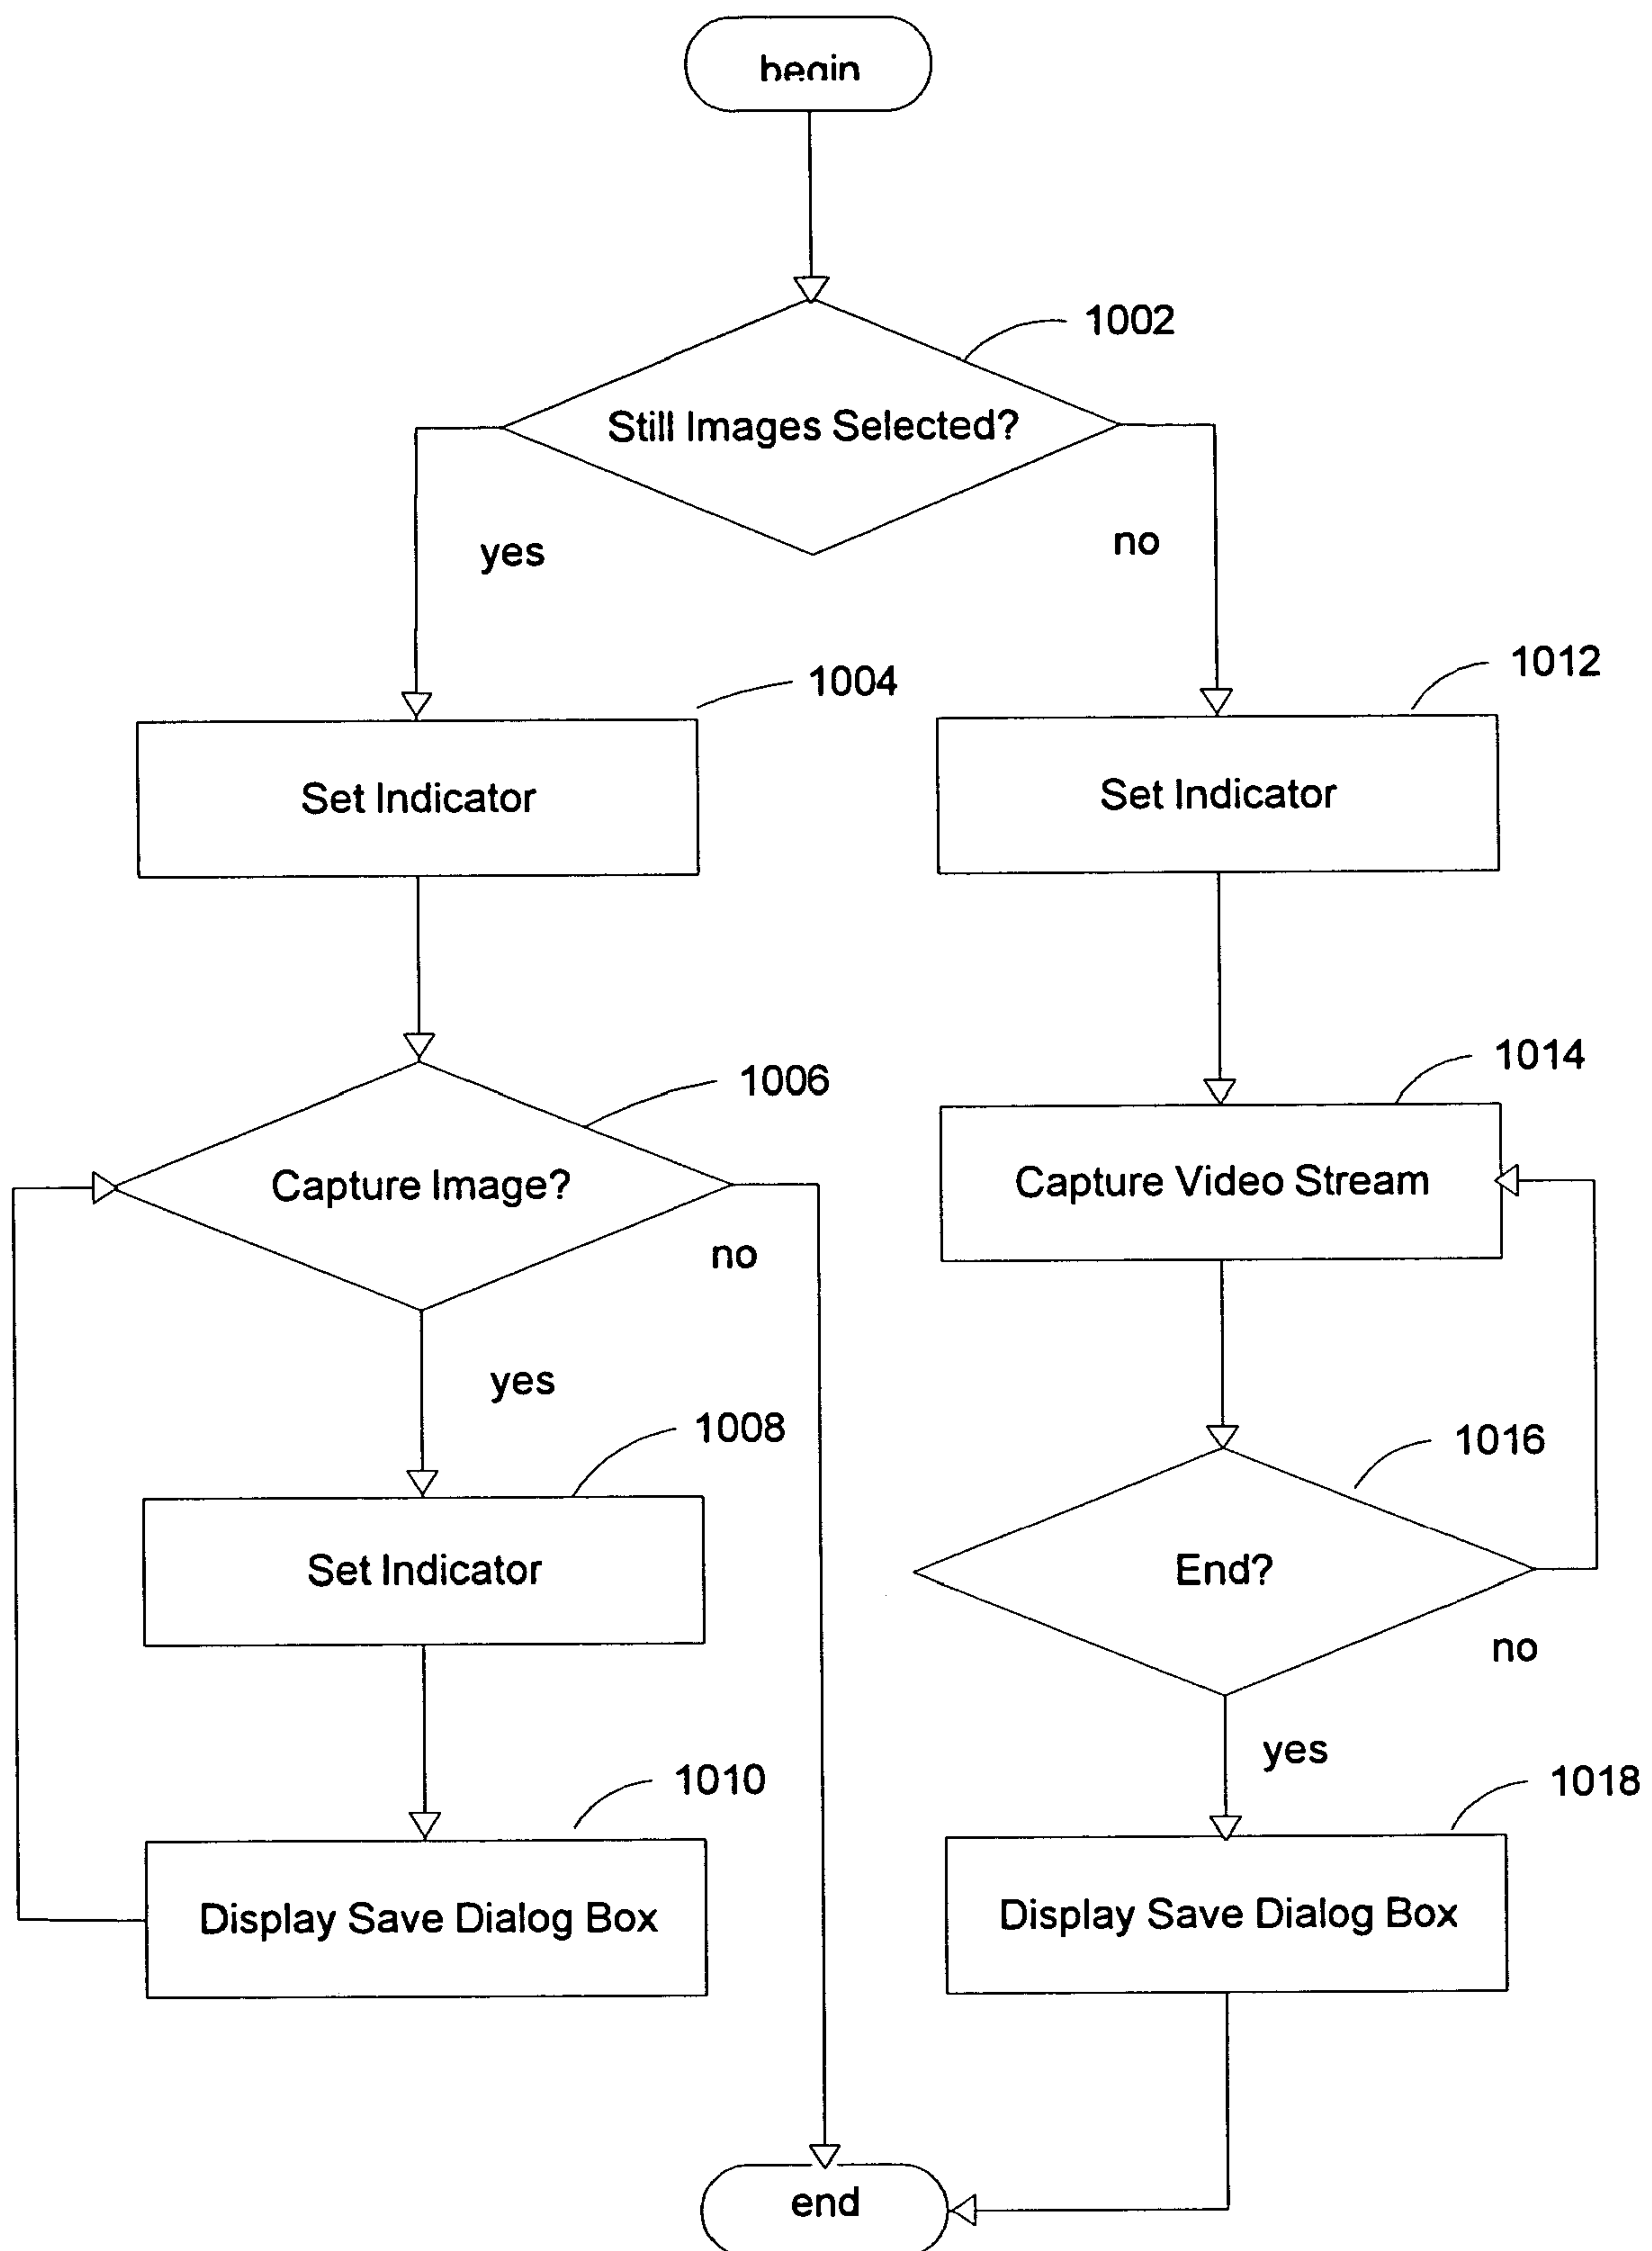 begin
1002
Still Images Selected?
yes
no
1004
1012
Set Indicator
Set Indicator
1006
1014
Capture Image?
Capture Video Stream
no
yes
1008
1016
Set Indicator
End?
no
yes
1010
1018
Display Save Dialog Box
Display Save Dialog Box
end